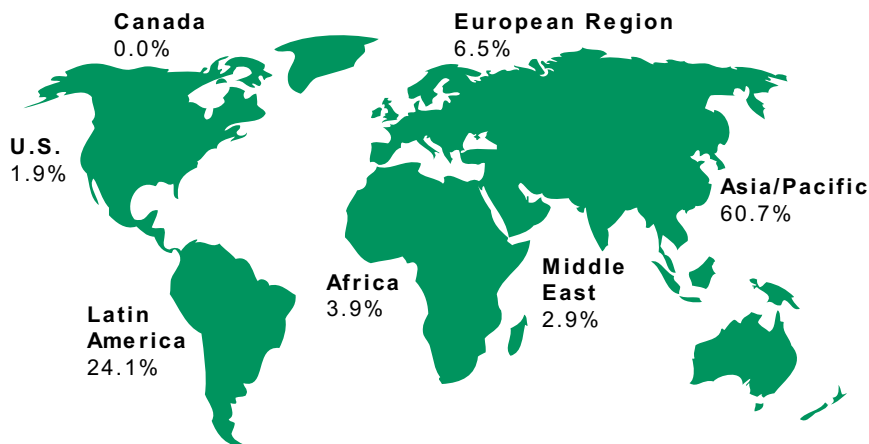 Canada
0.0%
European Region
6.5%
U.S.
1.9%
Asia/Pacific
60.7%
Africa
3.9%
Middle
East
2.9%
Latin
America
24.1%